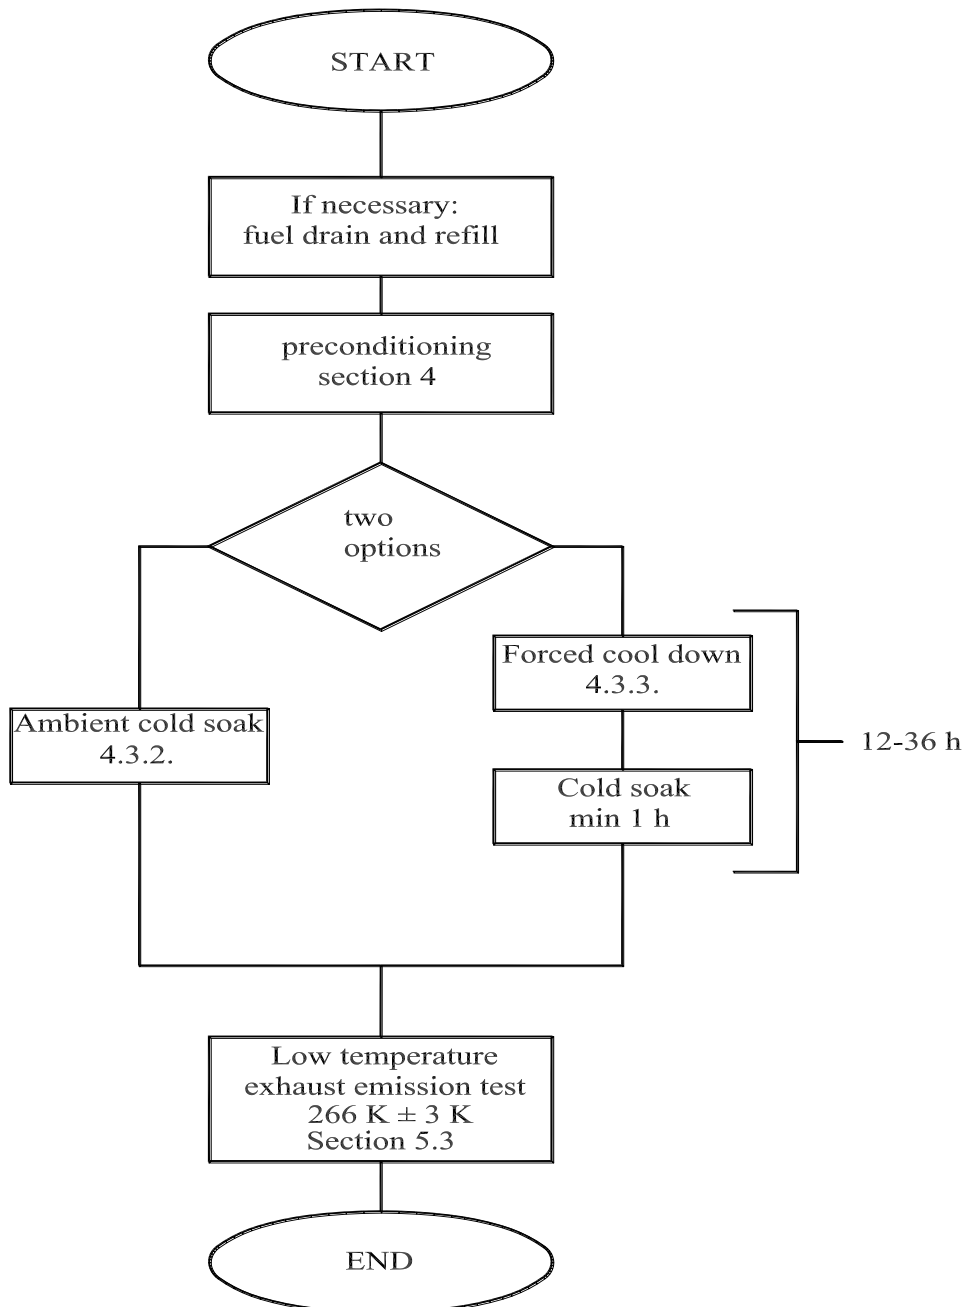 START
If necessary:
fuel drain and refill
preconditioning
section 4
two
options
Forced cool down
4.3.3.
Ambient cold soak
4.3.2.
12-36 h
Cold soak
min 1 h
Low temperature
exhaust emission test
266 K ± 3 K
Section 5.3
END